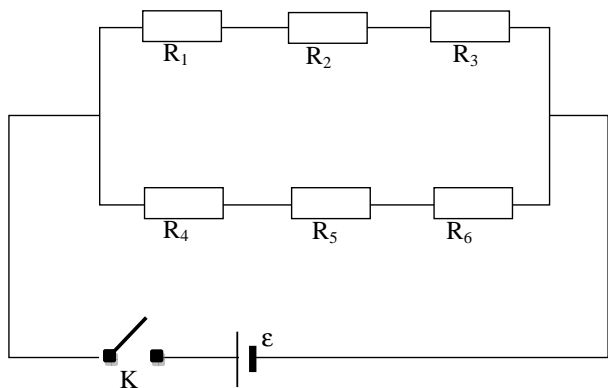 R₁ R₂ R₃
R₄ R₅ R₆
ε
K